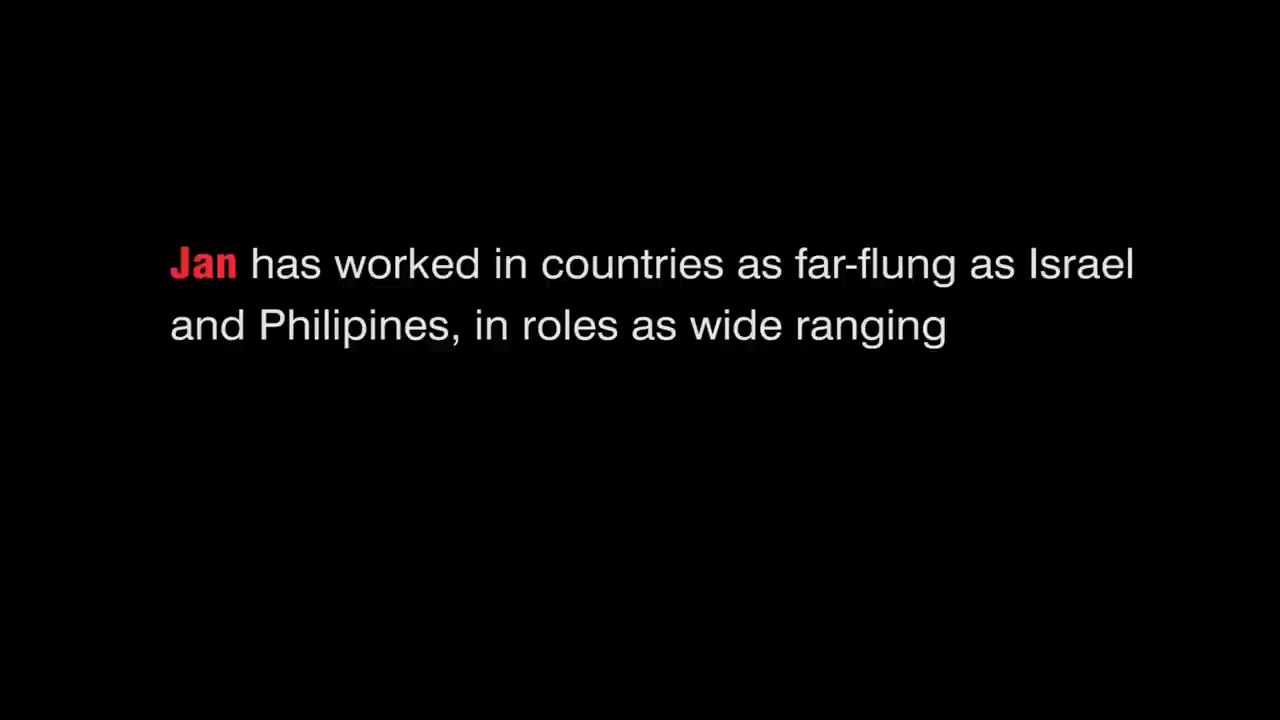 Jan has worked in countries as far-flung as Israel
and Philipines, in roles as wide ranging